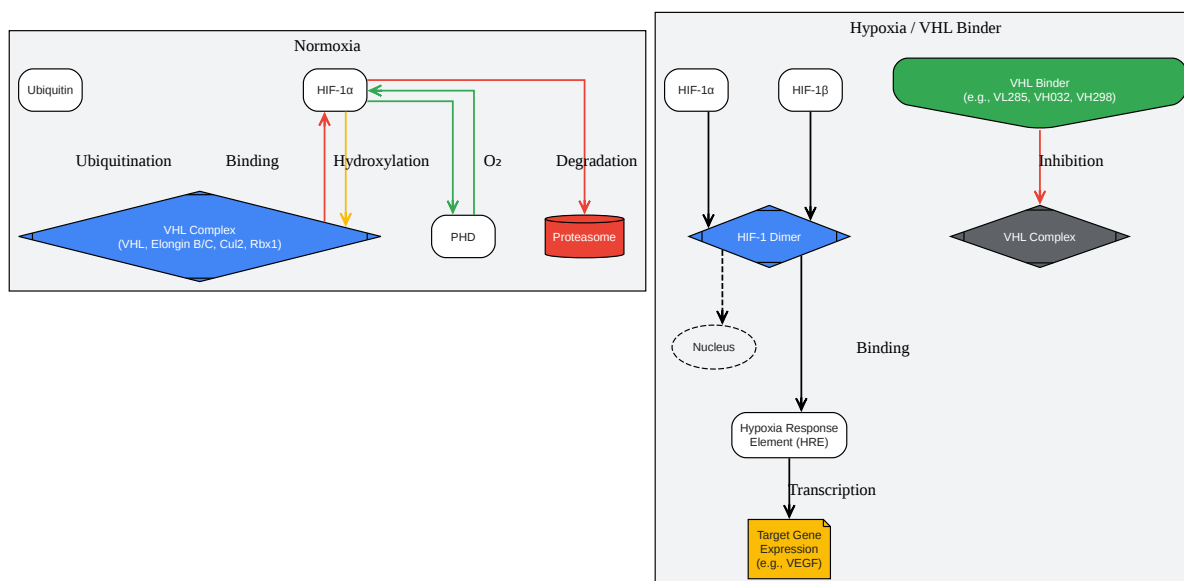 Normoxia
Ubiquitin
HIF-1α
Ubiquitination
Binding
Hydroxylation
O₂
Degradation
VHL Complex
(VHL, Elongin B/C, Cul2, Rbx1)
PHD
Proteasome
Hypoxia / VHL Binder
HIF-1α
HIF-1β
VHL Binder
(e.g., VL285, VH032, VH298)
Inhibition
HIF-1 Dimer
VHL Complex
Nucleus
Binding
Hypoxia Response
Element (HRE)
Transcription
Target Gene
Expression
(e.g., VEGF)